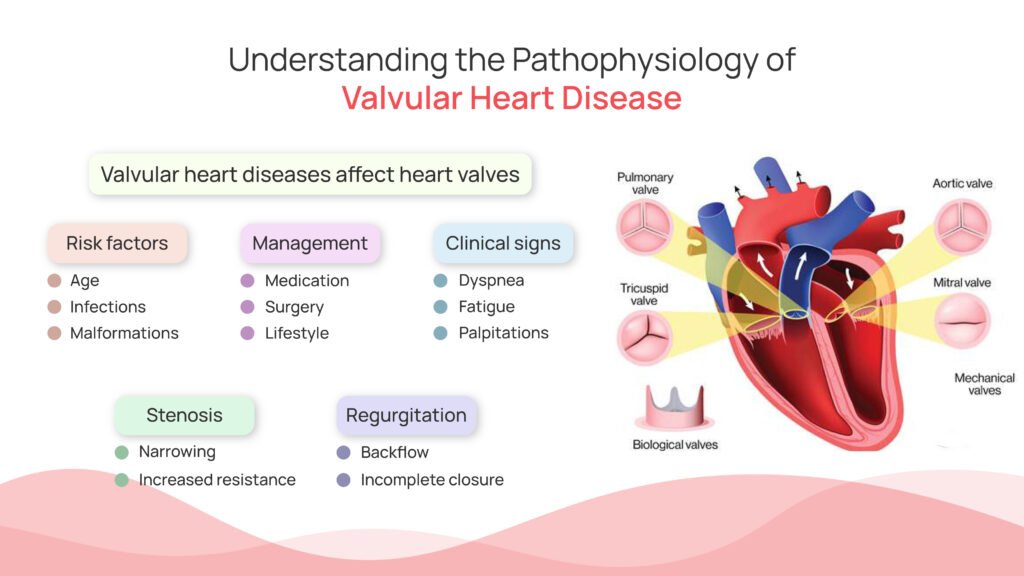 Understanding the Pathophysiology of
Valvular Heart Disease
Valvular heart diseases affect heart valves
Risk factors
Age
Infections
Malformations
Management
Medication
Surgery
Lifestyle
Clinical signs
Dyspnea
Fatigue
Palpitations
Stenosis
Narrowing
Increased resistance
Regurgitation
Backflow
Incomplete closure
Pulmonary
valve
Tricuspid
valve
Biological valves
Aortic valve
Mitral valve
Mechanical
valves